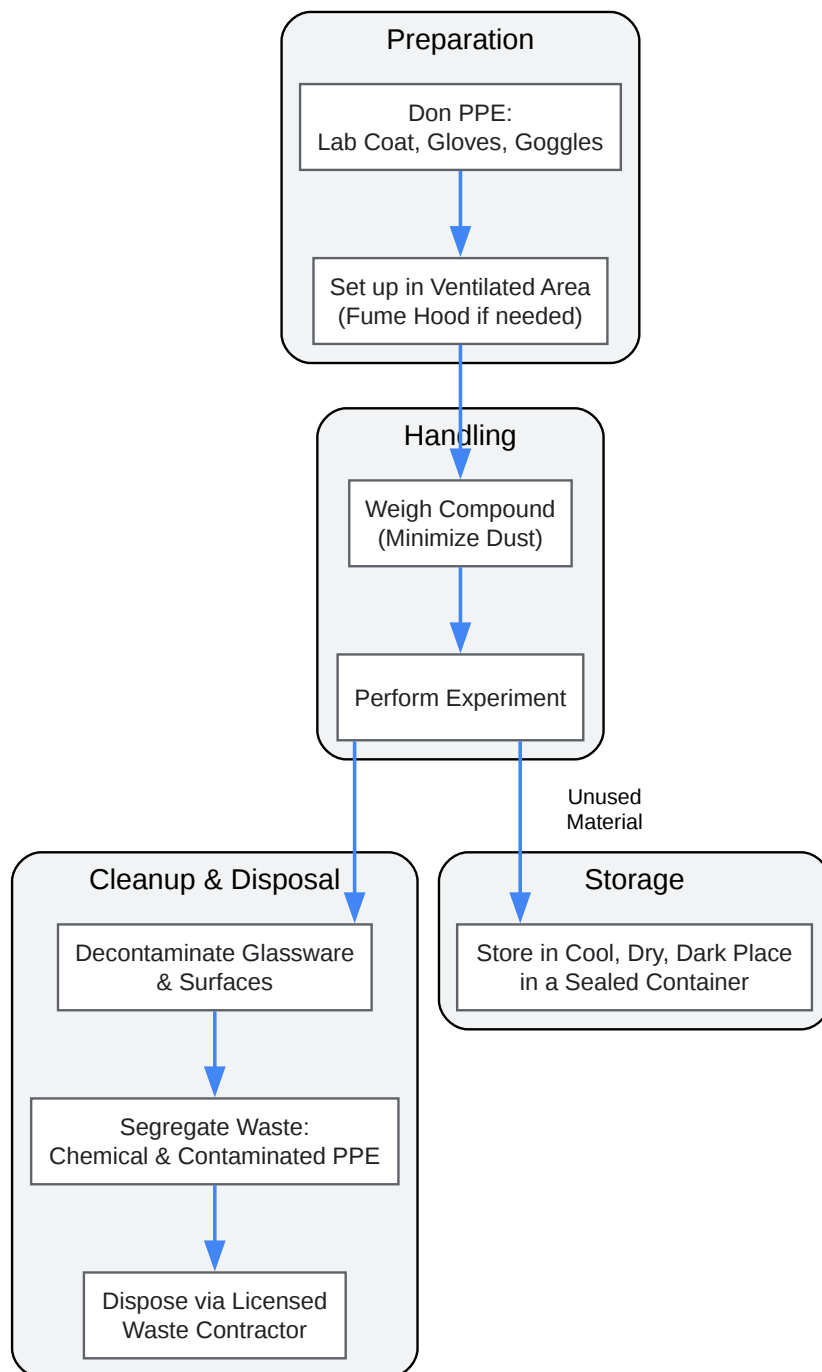 Preparation
Don PPE:
Lab Coat, Gloves, Goggles
Set up in Ventilated Area
(Fume Hood if needed)
Handling
Weigh Compound
(Minimize Dust)
Perform Experiment
Unused
Material
Cleanup & Disposal
Decontaminate Glassware
& Surfaces
Segregate Waste:
Chemical & Contaminated PPE
Dispose via Licensed
Waste Contractor
Storage
Store in Cool, Dry, Dark Place
in a Sealed Container